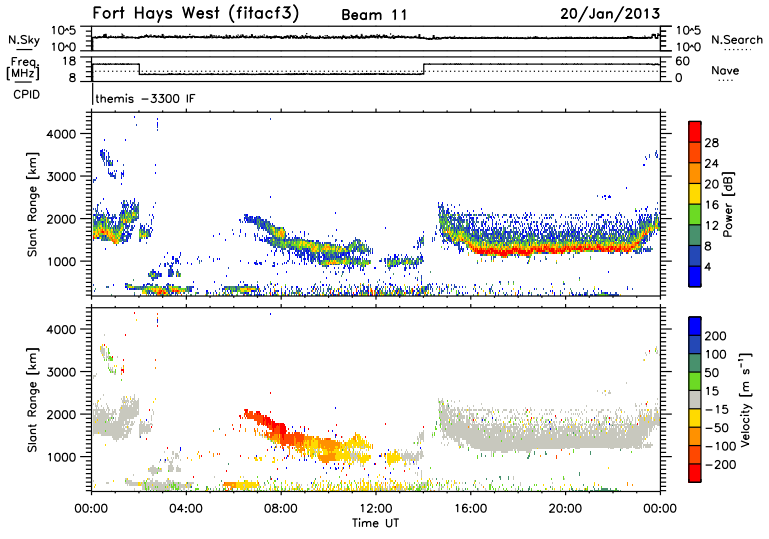 Fort Hays West (fitacf3) Beam 11 20/Jan/2013
N.Sky 10^5 10^0 10^5 10^0 N.Search
Freq. [MHz] 18 8 60 0 Nave
CPID themis -3300 IF
Slant Range [km] 4000 3000 2000 1000
28 24 20 16 12 8 4 Power [dB]
Slant Range [km] 4000 3000 2000 1000
200 100 50 15 -15 -50 -100 -200 Velocity [m s^-1]
00:00 04:00 08:00 12:00 16:00 20:00 00:00
Time UT